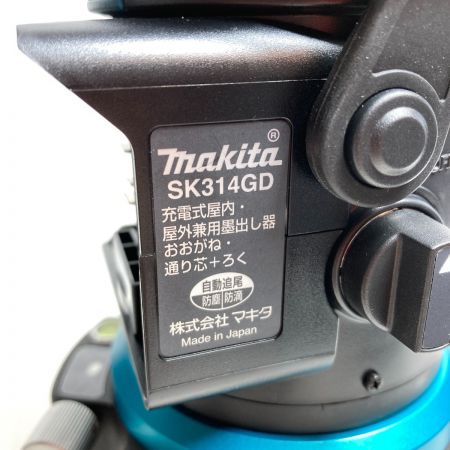 makita®
SK314GD
充電式屋内・
屋外兼用墨出し器
おおがね・
通り芯＋ろく
自動追尾
防塵 防滴
株式会社 マキタ
Made in Japan